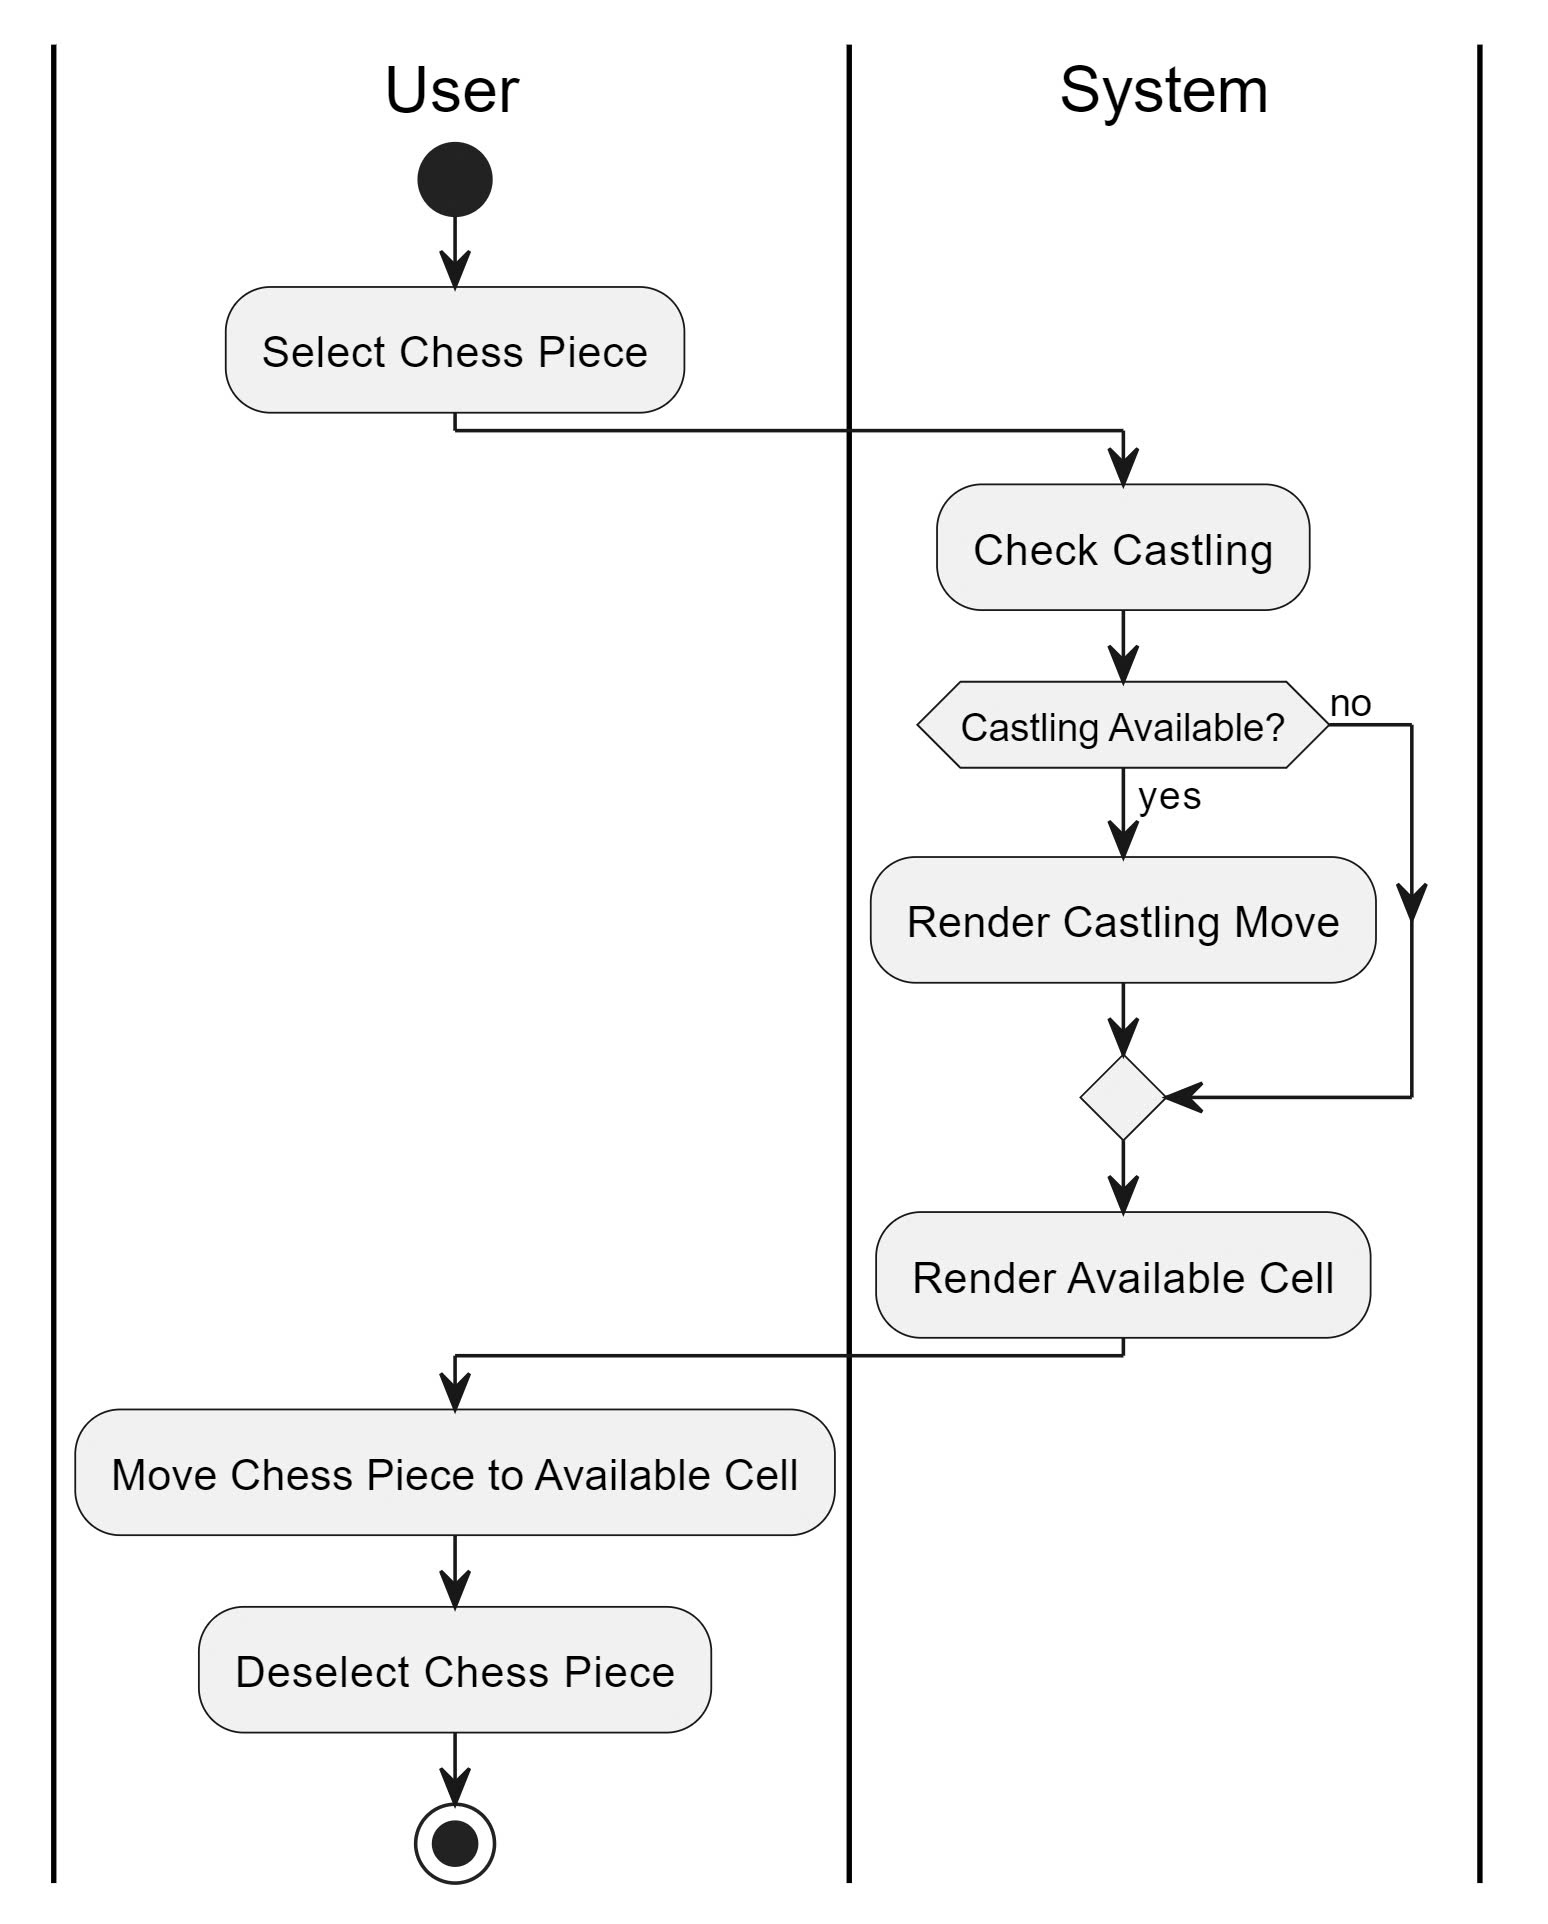 User
System
Select Chess Piece
Check Castling
Castling Available?
no
yes
Render Castling Move
Render Available Cell
Move Chess Piece to Available Cell
Deselect Chess Piece